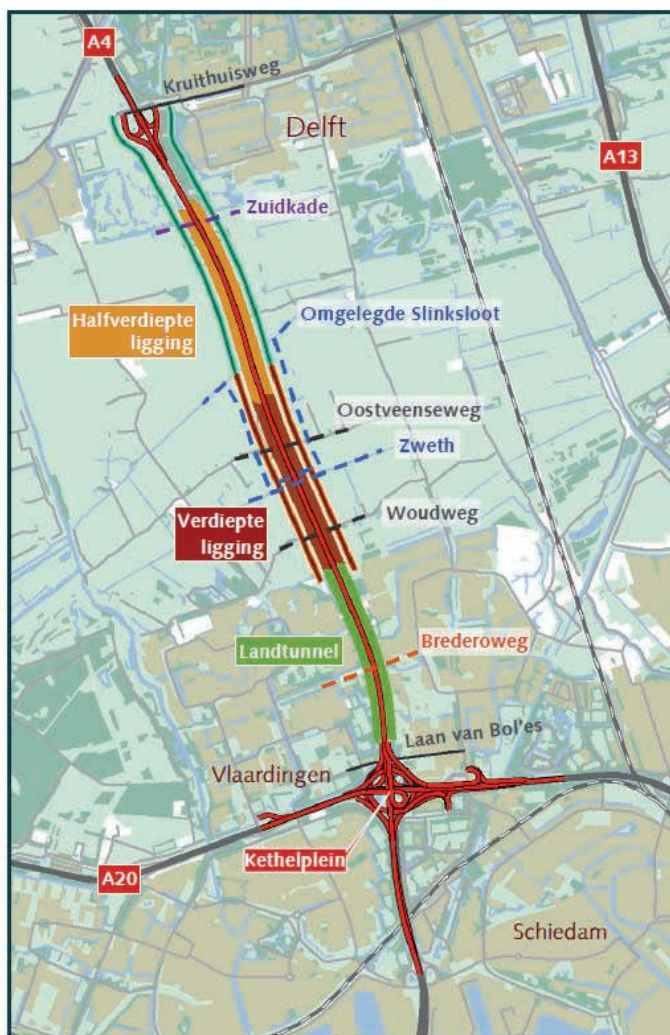 A4
Kruithuisweg
Delft
A13
Zuidkade
Halfverdiepte
ligging
Omgelegde Slinksloot
Oostveenseweg
Zweth
Verdiepte
ligging
Woudweg
Landtunnel
Brederoweg
Laan van Bol'es
Vlaardingen
Kethelplein
A20
Schiedam